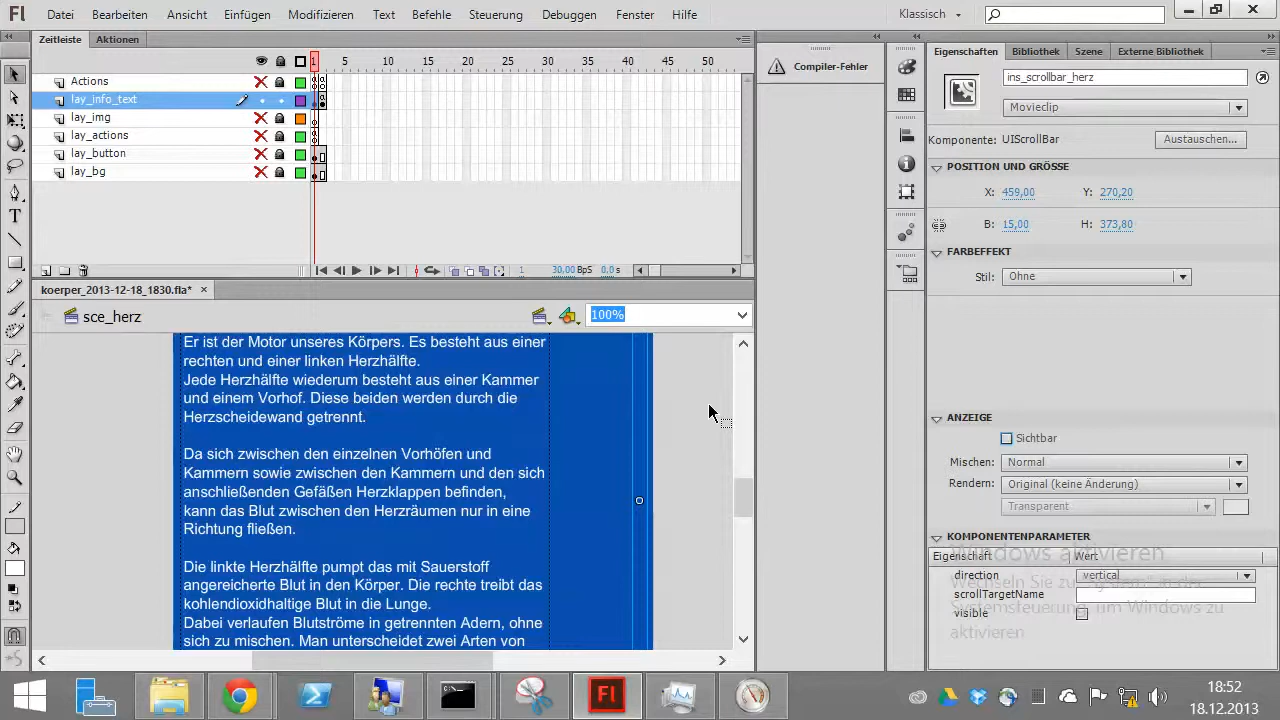 Fl Datei Bearbeiten Ansicht Einfügen Modifizieren Text Befehle Steuerung Debuggen Fenster Hilfe Klassisch
Zeitleiste Aktionen
1 5 10 15 20 25 30 35 40 45 50
Actions
lay_info_text
lay_img
lay_actions
lay_button
lay_bg
1 30,00 BpS 0.0 s
koerper_2013-12-18_1830.fla*
sce_herz 100%
Er ist der Motor unseres Körpers. Es besteht aus einer
rechten und einer linken Herzhälfte.
Jede Herzhälfte wiederum besteht aus einer Kammer
und einem Vorhof. Diese beiden werden durch die
Herzscheidewand getrennt.
Da sich zwischen den einzelnen Vorhöfen und
Kammern sowie zwischen den Kammern und den sich
anschließenden Gefäßen Herzklappen befinden,
kann das Blut zwischen den Herzräumen nur in eine
Richtung fließen.
Die linkte Herzhälfte pumpt das mit Sauerstoff
angereicherte Blut in den Körper. Die rechte treibt das
kohlendioxidhaltige Blut in die Lunge.
Dabei verlaufen Blutströme in getrennten Adern, ohne
sich zu mischen. Man unterscheidet zwei Arten von
Compiler-Fehler
Eigenschaften Bibliothek Szene Externe Bibliothek
ins_scrollbar_herz
Movieclip
Komponente: UIScrollBar Austauschen...
POSITION UND GRÖSSE
X: 459,00 Y: 270,20
B: 15,00 H: 373,80
FARBEFFEKT
Stil: Ohne
ANZEIGE
Sichtbar
Mischen: Normal
Rendern: Original (keine Änderung)
Transparent
KOMPONENTENPARAMETER
Eigenschaft Wert
direction vertical
scrollTargetName
visible
Windows aktivieren
Wechseln Sie zu
Systemsteuerung, um Windows zu
aktivieren
Fl
18:52
18.12.2013